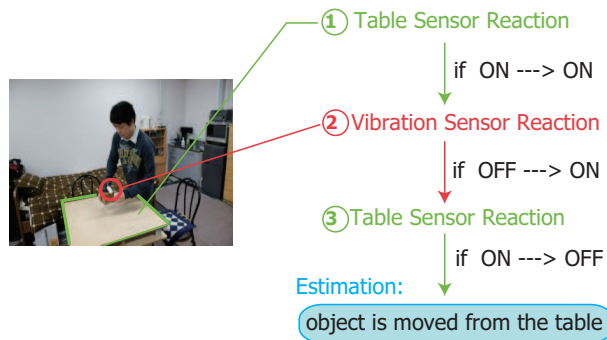 ① Table Sensor Reaction
if ON ---> ON
② Vibration Sensor Reaction
if OFF ---> ON
③ Table Sensor Reaction
if ON ---> OFF
Estimation:
object is moved from the table